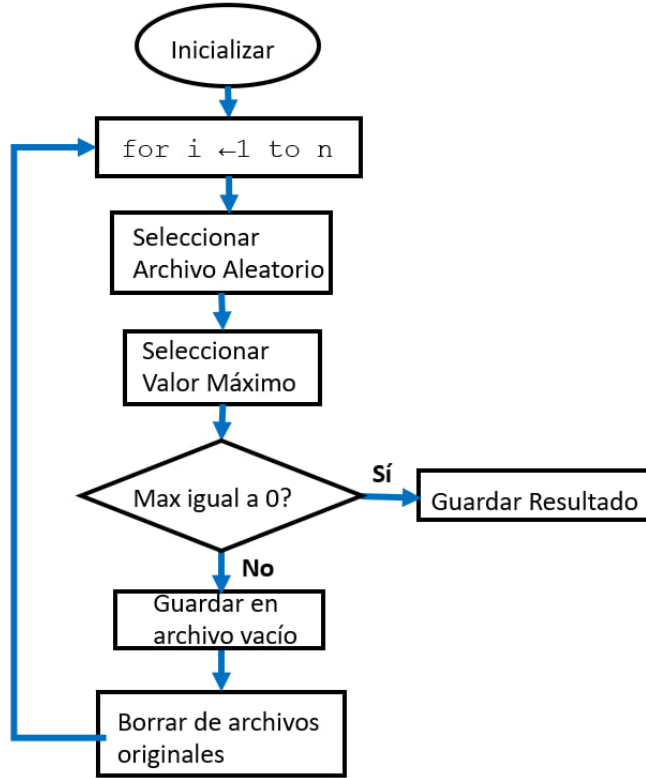 Inicializar
for i ←1 to n
Seleccionar
Archivo Aleatorio
Seleccionar
Valor Máximo
Max igual a 0?
Sí
Guardar Resultado
No
Guardar en
archivo vacío
Borrar de archivos
originales